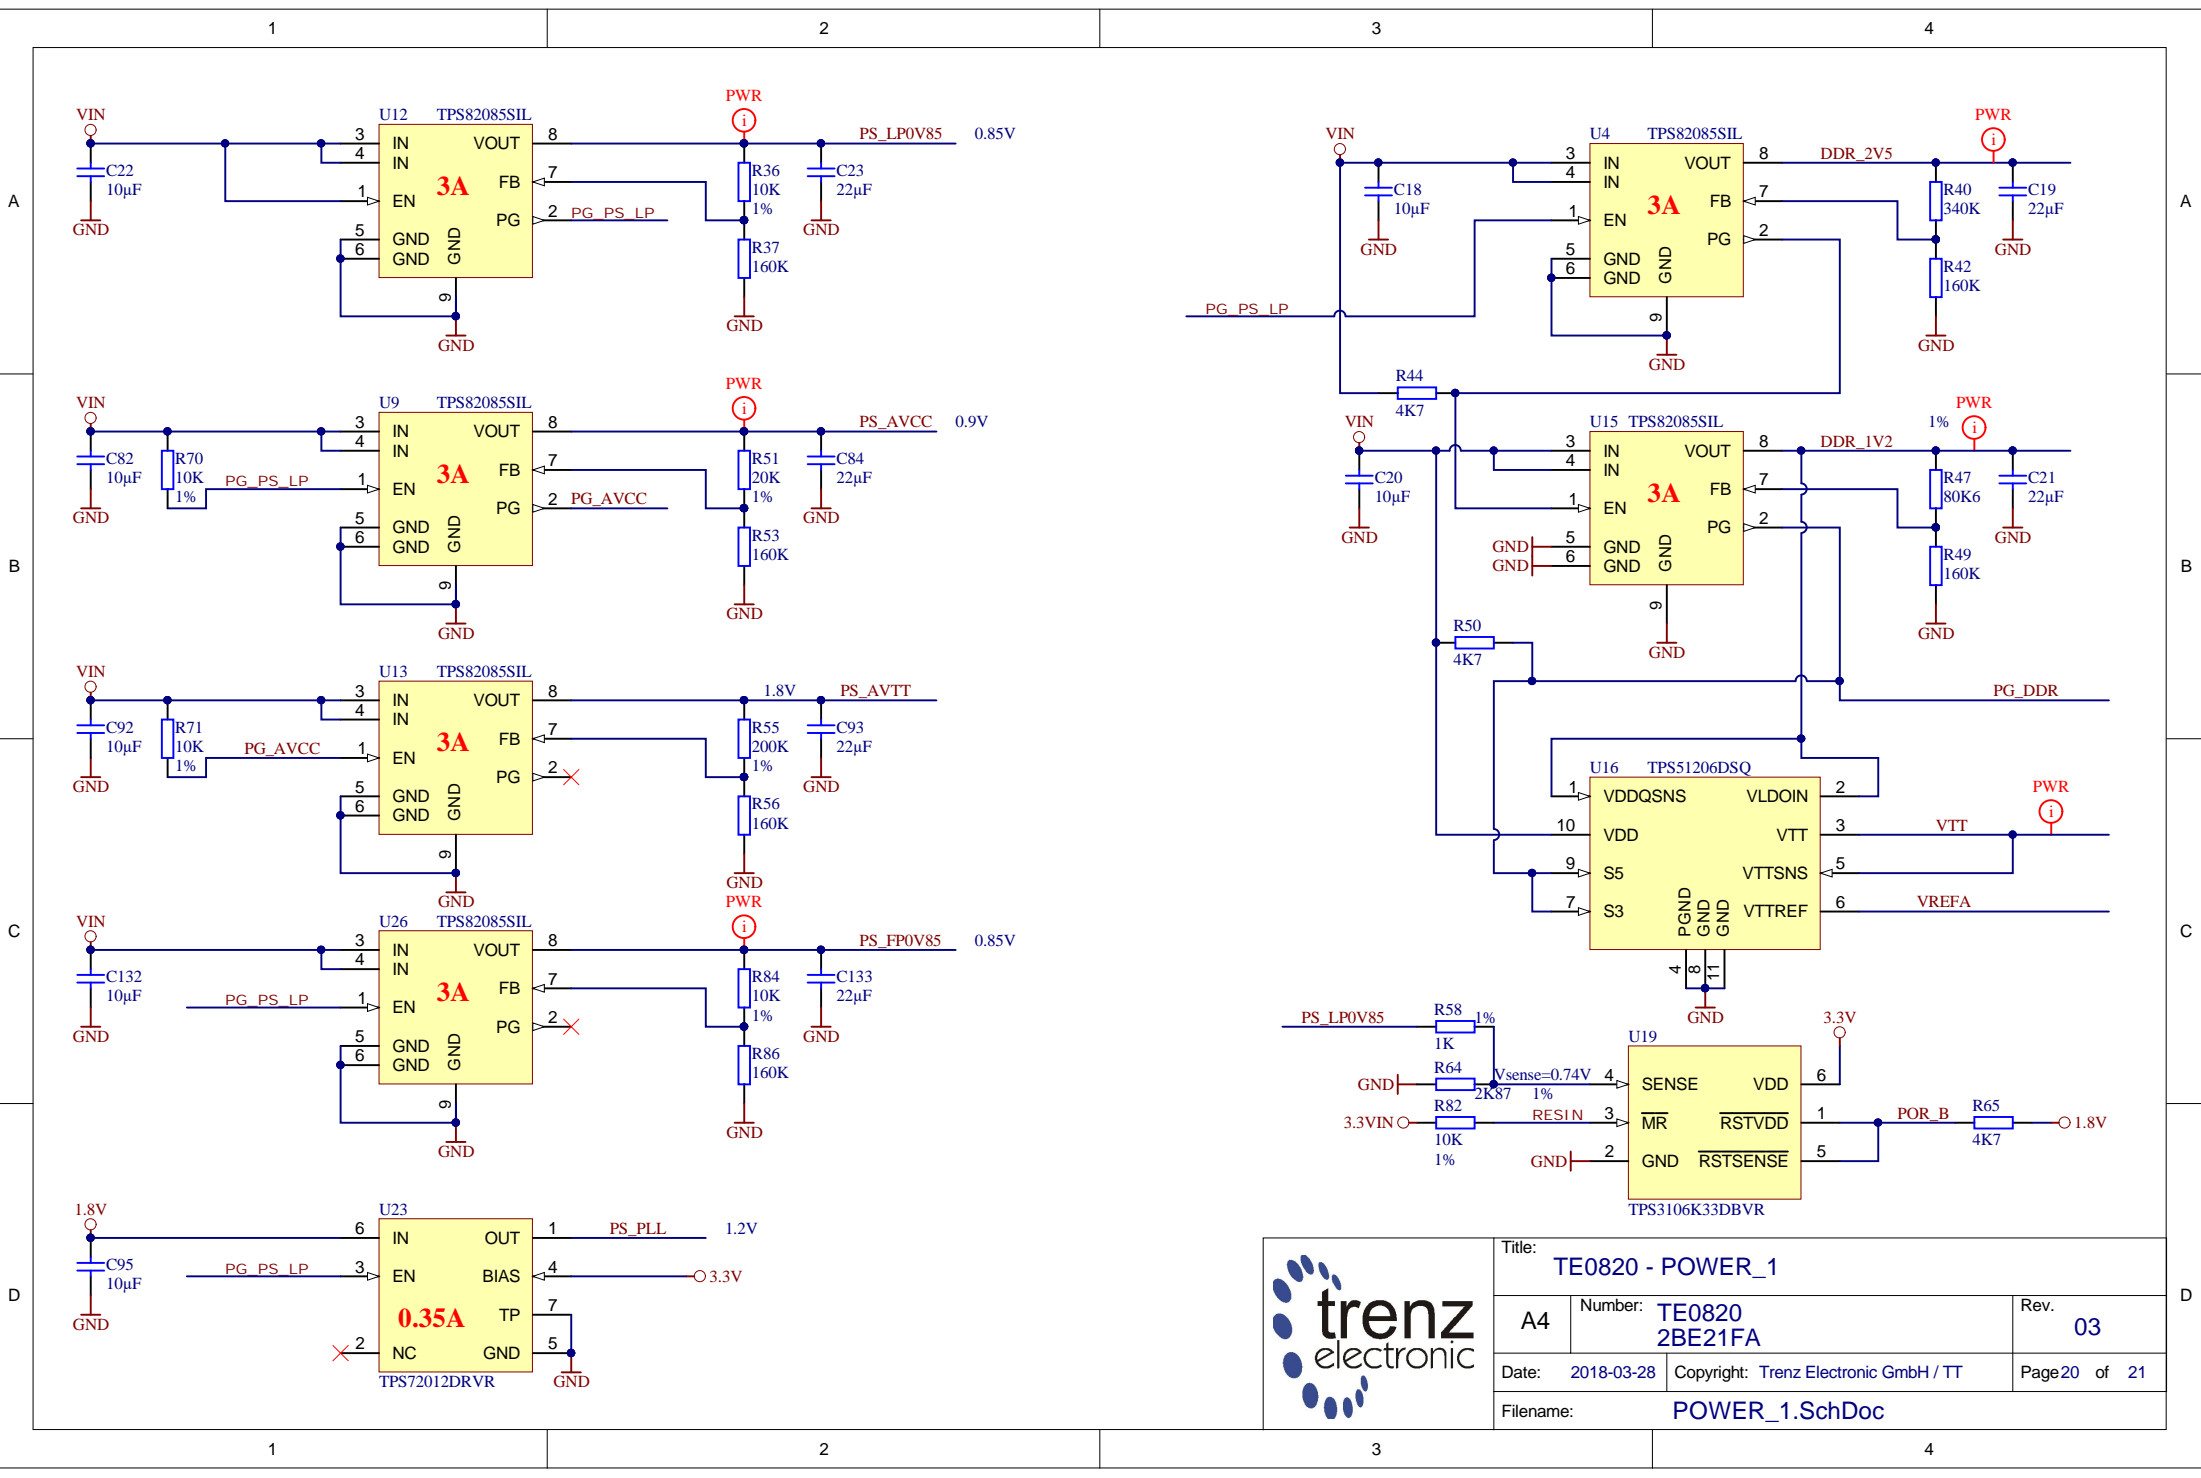 1 2 3 4
A
B
C
D
VIN
C22
10µF
GND
U12 TPS82085SIL
3 IN VOUT 8
4 IN
FB 7
1 EN
PG 2 PG_PS_LP
5 GND
6 GND
GND
9
3A
GND
PWR
i
PS_LP0V85 0.85V
R36
10K
1%
R37
160K
GND
C23
22µF
GND
VIN
C82
10µF
GND
R70
10K
1%
PG_PS_LP
U9 TPS82085SIL
3 IN VOUT 8
4 IN
FB 7
1 EN
PG 2 PG_AVCC
5 GND
6 GND
GND
9
3A
GND
PWR
i
PS_AVCC 0.9V
R51
20K
1%
R53
160K
GND
C84
22µF
GND
VIN
C92
10µF
GND
R71
10K
1%
PG_AVCC
U13 TPS82085SIL
3 IN VOUT 8
4 IN
FB 7
1 EN
PG 2
5 GND
6 GND
GND
9
3A
GND
1.8V PS_AVTT
R55
200K
1%
R56
160K
GND
C93
22µF
GND
VIN
C132
10µF
GND
PG_PS_LP
U26 TPS82085SIL
3 IN VOUT 8
4 IN
FB 7
1 EN
PG 2
5 GND
6 GND
GND
9
3A
GND
PWR
i
PS_FP0V85 0.85V
R84
10K
1%
R86
160K
GND
C133
22µF
GND
1.8V
C95
10µF
GND
PG_PS_LP
U23
6 IN OUT 1 PS_PLL 1.2V
3 EN BIAS 4 3.3V
0.35A
TP 7
2 NC GND 5
TPS72012DRVR
GND
VIN
C18
10µF
GND
PG_PS_LP
U4 TPS82085SIL
3 IN VOUT 8 DDR_2V5
4 IN
FB 7
1 EN
PG 2
5 GND
6 GND
GND
9
3A
GND
PWR
i
R40
340K
R42
160K
GND
C19
22µF
GND
R44
4K7
VIN
C20
10µF
GND
U15 TPS82085SIL
3 IN VOUT 8 DDR_1V2
4 IN
FB 7
1 EN
PG 2
GND 5 GND
GND 6 GND
GND
9
3A
GND
1%
PWR
i
R47
80K6
R49
160K
GND
C21
22µF
GND
R50
4K7
PG_DDR
U16 TPS51206DSQ
1 VDDQSNS VLDOIN 2
10 VDD VTT 3 VTT
9 S5 VTTSNS 5
7 S3 VTTREF 6 VREFA
PGND
GND
GND
4
8
11
GND
PWR
i
PS_LP0V85
R58
1%
1K
GND
R64
2K87
Vsense=0.74V
1%
3.3VIN
R82
10K
1%
RESIN
GND
U19
3.3V
4 SENSE VDD 6
3 MR RSTVDD 1
2 GND RSTSENSE 5
TPS3106K33DBVR
POR_B
R65
4K7
1.8V
trenz
electronic
Title:
TE0820 - POWER_1
A4
Number: TE0820
2BE21FA
Rev.
03
Date: 2018-03-28
Copyright: Trenz Electronic GmbH / TT
Page 20 of 21
Filename: POWER_1.SchDoc
A
B
C
D
1 2 3 4